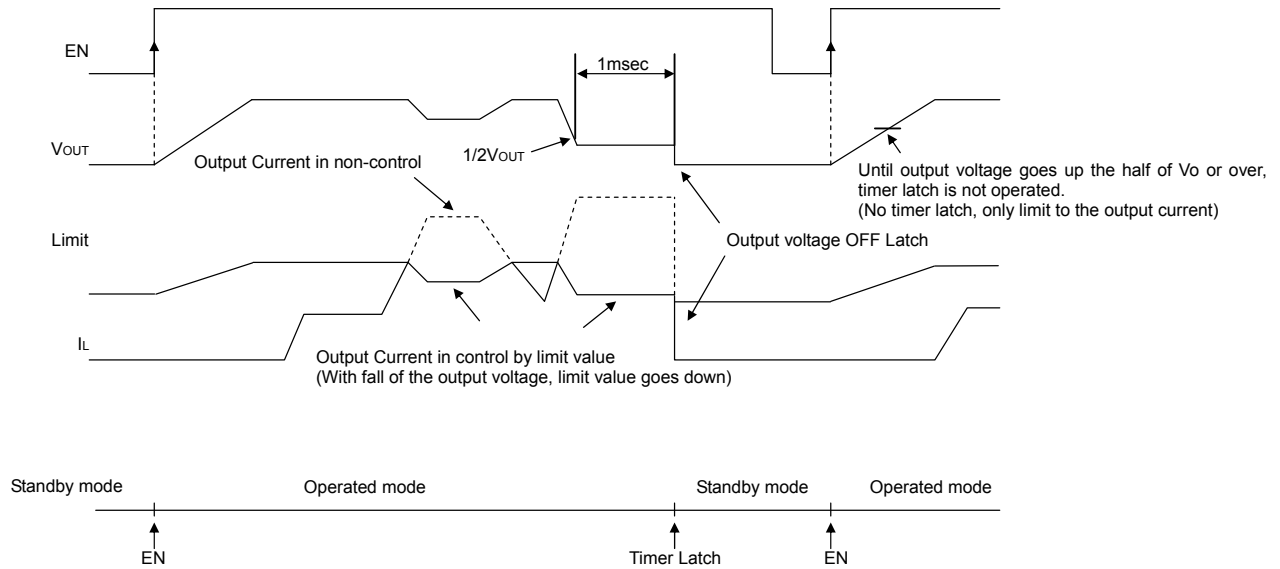 EN
1msec
VOUT
1/2VOUT
Output Current in non-control
Until output voltage goes up the half of Vo or over,
timer latch is not operated.
(No timer latch, only limit to the output current)
Limit
Output voltage OFF Latch
IL
Output Current in control by limit value
(With fall of the output voltage, limit value goes down)
Standby mode
Operated mode
Standby mode
Operated mode
EN
Timer Latch
EN